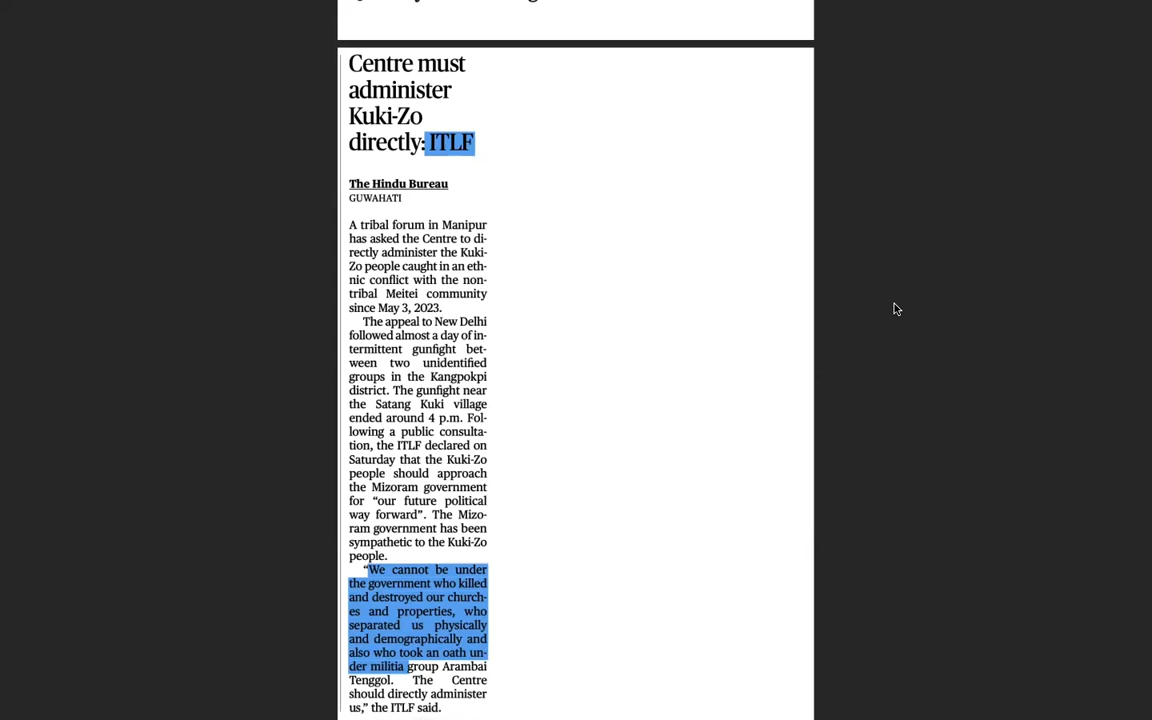 Centre must
administer
Kuki-Zo
directly: ITLF
The Hindu Bureau
GUWAHATI
A tribal forum in Manipur
has asked the Centre to di-
rectly administer the Kuki-
Zo people caught in an eth-
nic conflict with the non-
tribal Meitei community
since May 3, 2023.
The appeal to New Delhi
followed almost a day of in-
termittent gunfight bet-
ween two unidentified
groups in the Kangpokpi
district. The gunfight near
the Satang Kuki village
ended around 4 p.m. Fol-
lowing a public consulta-
tion, the ITLF declared on
Saturday that the Kuki-Zo
people should approach
the Mizoram government
for “our future political
way forward”. The Mizo-
ram government has been
sympathetic to the Kuki-Zo
people.
“We cannot be under
the government who killed
and destroyed our church-
es and properties, who
separated us physically
and demographically and
also who took an oath un-
der militia group Arambai
Tenggol. The Centre
should directly administer
us,” the ITLF said.